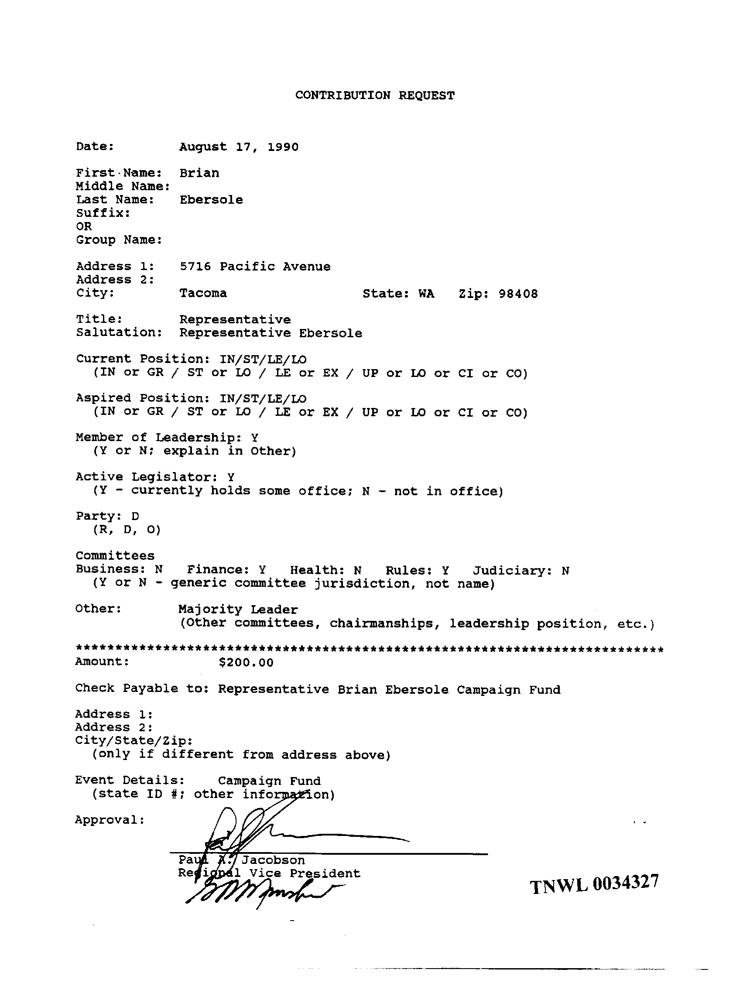 CONTRIBUTION REQUEST
Date: August 17, 1990
First Name: Brian
Middle Name:
Last Name: Ebersole
Suffix:
OR
Group Name:
Address 1: 5716 Pacific Avenue
Address 2:
City: Tacoma State: WA Zip: 98408
Title: Representative
Salutation: Representative Ebersole
Current Position: IN/ST/LE/LO
(IN or GR / ST or LO / LE or EX / UP or LO or CI or CO)
Aspired Position: IN/ST/LE/LO
(IN or GR / ST or LO / LE or EX / UP or LO or CI or CO)
Member of Leadership: Y
(Y or N; explain in Other)
Active Legislator: Y
(Y - currently holds some office; N - not in office)
Party: D
(R, D, O)
Committees
Business: N Finance: Y Health: N Rules: Y Judiciary: N
(Y or N - generic committee jurisdiction, not name)
Other: Majority Leader
(Other committees, chairmanships, leadership position, etc.)
**************************************************************************
Amount: $200.00
Check Payable to: Representative Brian Ebersole Campaign Fund
Address 1:
Address 2:
City/State/Zip:
(only if different from address above)
Event Details: Campaign Fund
(state ID #; other information)
Approval:
Paul A. Jacobson
Regional Vice President
TNWL 0034327